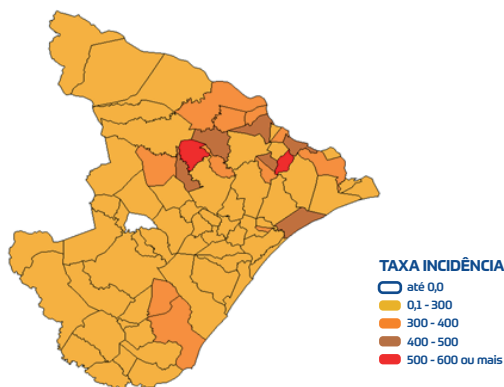 TAXA INCIDÊNCIA
até 0,0
0,1 - 300
300 - 400
400 - 500
500 - 600 ou mais